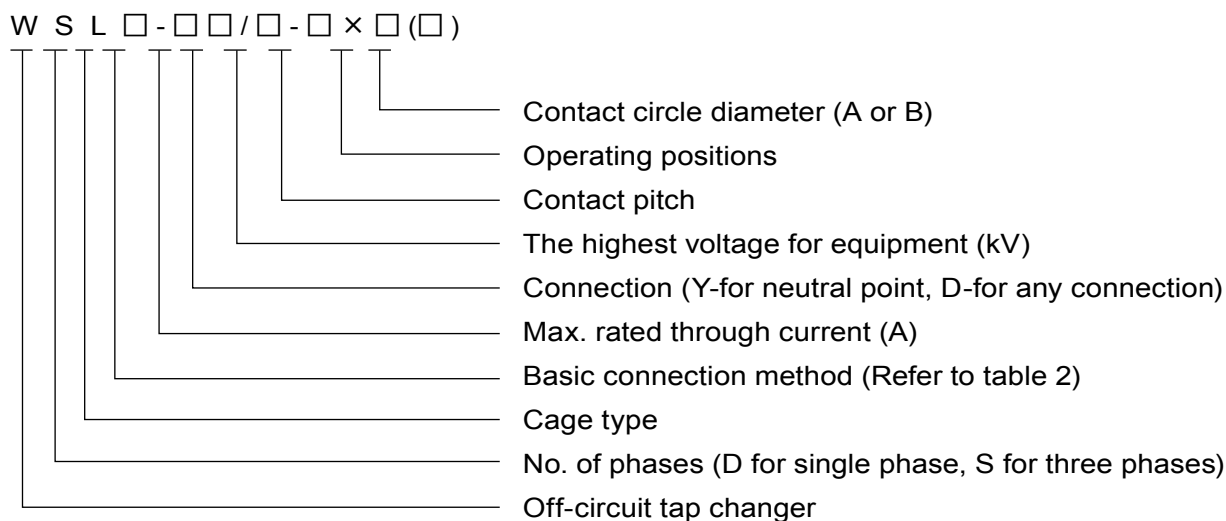 W S L □ - □ □ / □ - □ × □ (□)
Contact circle diameter (A or B)
Operating positions
Contact pitch
The highest voltage for equipment (kV)
Connection (Y-for neutral point, D-for any connection)
Max. rated through current (A)
Basic connection method (Refer to table 2)
Cage type
No. of phases (D for single phase, S for three phases)
Off-circuit tap changer